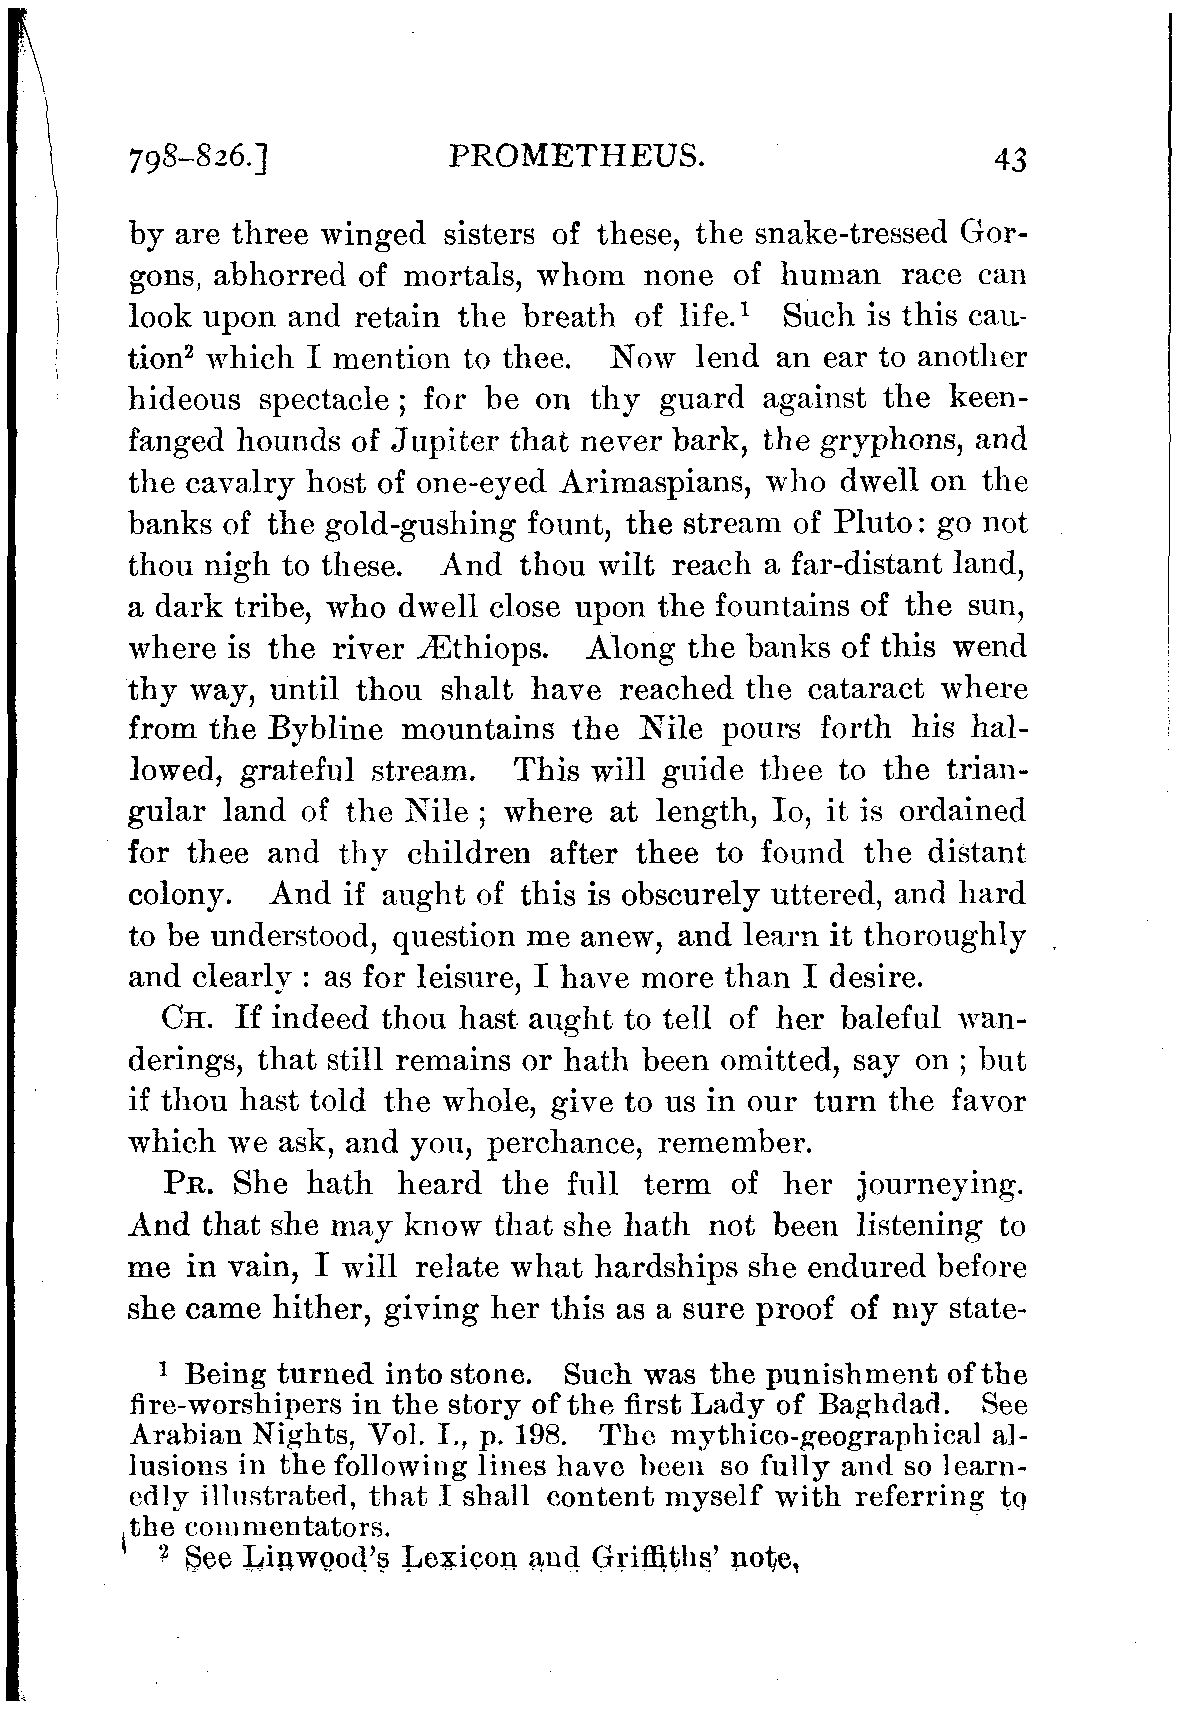 798–826.] PROMETHEUS. 43
by are three winged sisters of these, the snake-tressed Gor-
gons, abhorred of mortals, whom none of human race can
look upon and retain the breath of life.¹ Such is this cau-
tion² which I mention to thee. Now lend an ear to another
hideous spectacle ; for be on thy guard against the keen-
fanged hounds of Jupiter that never bark, the gryphons, and
the cavalry host of one-eyed Arimaspians, who dwell on the
banks of the gold-gushing fount, the stream of Pluto: go not
thou nigh to these. And thou wilt reach a far-distant land,
a dark tribe, who dwell close upon the fountains of the sun,
where is the river Æthiops. Along the banks of this wend
thy way, until thou shalt have reached the cataract where
from the Bybline mountains the Nile pours forth his hal-
lowed, grateful stream. This will guide thee to the trian-
gular land of the Nile ; where at length, Io, it is ordained
for thee and thy children after thee to found the distant
colony. And if aught of this is obscurely uttered, and hard
to be understood, question me anew, and learn it thoroughly
and clearly : as for leisure, I have more than I desire.
CH. If indeed thou hast aught to tell of her baleful wan-
derings, that still remains or hath been omitted, say on ; but
if thou hast told the whole, give to us in our turn the favor
which we ask, and you, perchance, remember.
PR. She hath heard the full term of her journeying.
And that she may know that she hath not been listening to
me in vain, I will relate what hardships she endured before
she came hither, giving her this as a sure proof of my state-
¹ Being turned into stone. Such was the punishment of the
fire-worshipers in the story of the first Lady of Baghdad. See
Arabian Nights, Vol. I., p. 198. The mythico-geographical al-
lusions in the following lines have been so fully and so learn-
edly illustrated, that I shall content myself with referring to
the commentators.
² See Linwood's Lexicon and Griffiths' note,